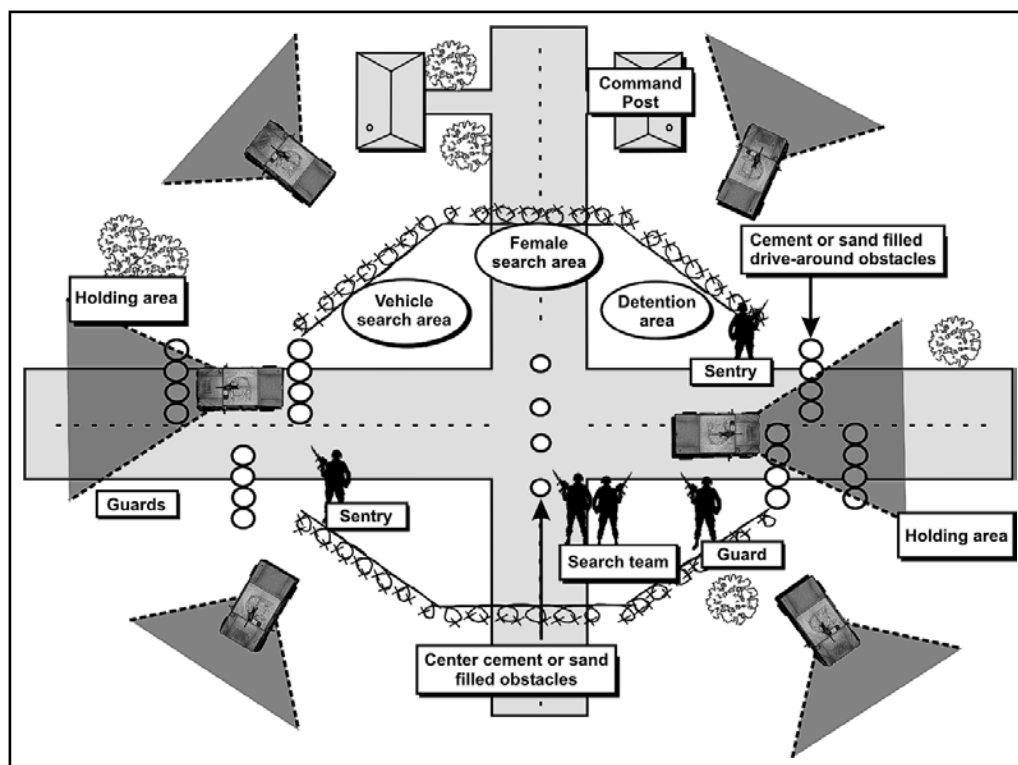 Command
Post
Female
search area
Cement or sand filled
drive-around obstacles
Holding area
Vehicle
search area
Detention
area
Sentry
Guards
Sentry
Search team
Guard
Holding area
Center cement or sand
filled obstacles